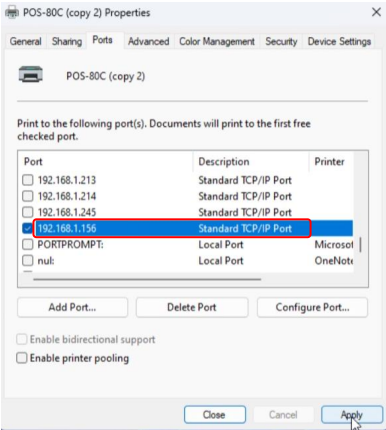 POS-80C (copy 2) Properties
General Sharing Ports Advanced Color Management Security Device Settings
POS-80C (copy 2)
Print to the following port(s). Documents will print to the first free
checked port.
Port Description Printer
192.168.1.213 Standard TCP/IP Port
192.168.1.214 Standard TCP/IP Port
192.168.1.245 Standard TCP/IP Port
192.168.1.156 Standard TCP/IP Port
PORTPROMPT: Local Port Microsof
nul: Local Port OneNote
Add Port... Delete Port Configure Port...
Enable bidirectional support
Enable printer pooling
Close Cancel Apply